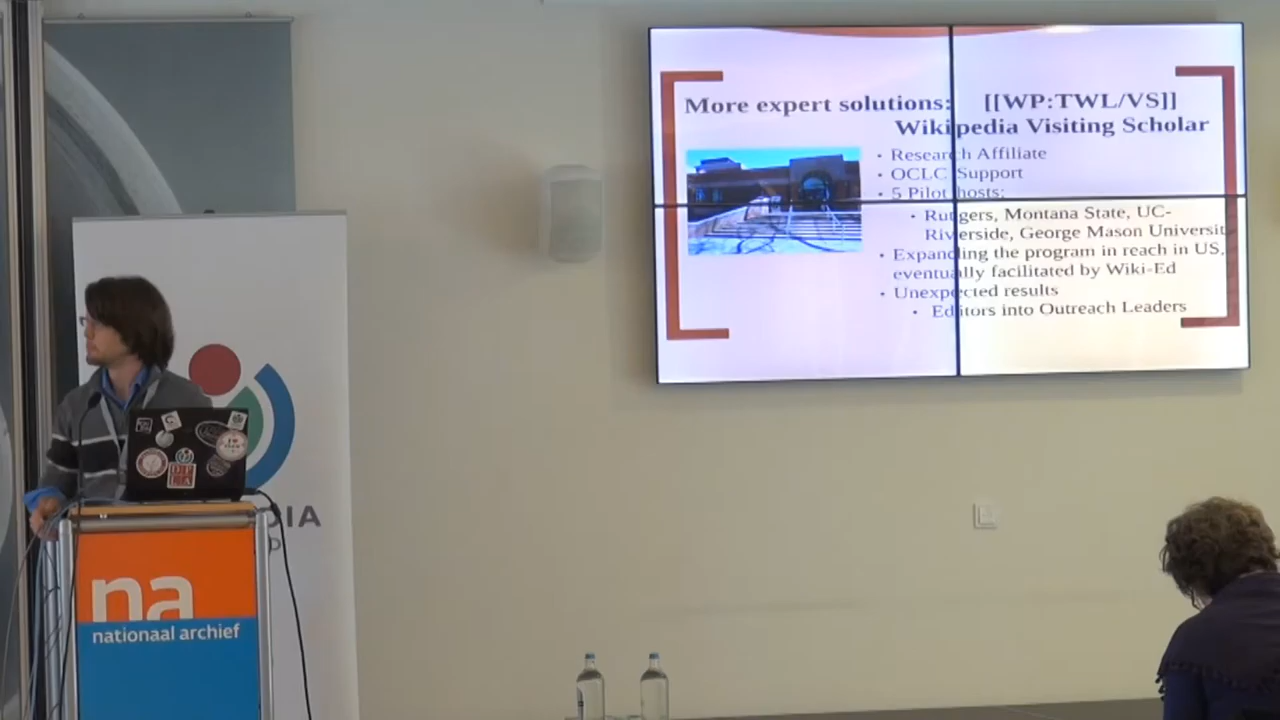 More expert solutions: [[WP:TWL/VS]]
Wikipedia Visiting Scholar
• Research Affiliate
• OCLC Support
• 5 Pilot hosts:
• Rutgers, Montana State, UC-
Riverside, George Mason Universit
• Expanding the program in reach in US,
eventually facilitated by Wiki-Ed
• Unexpected results
• Editors into Outreach Leaders
DIA
na
nationaal archief